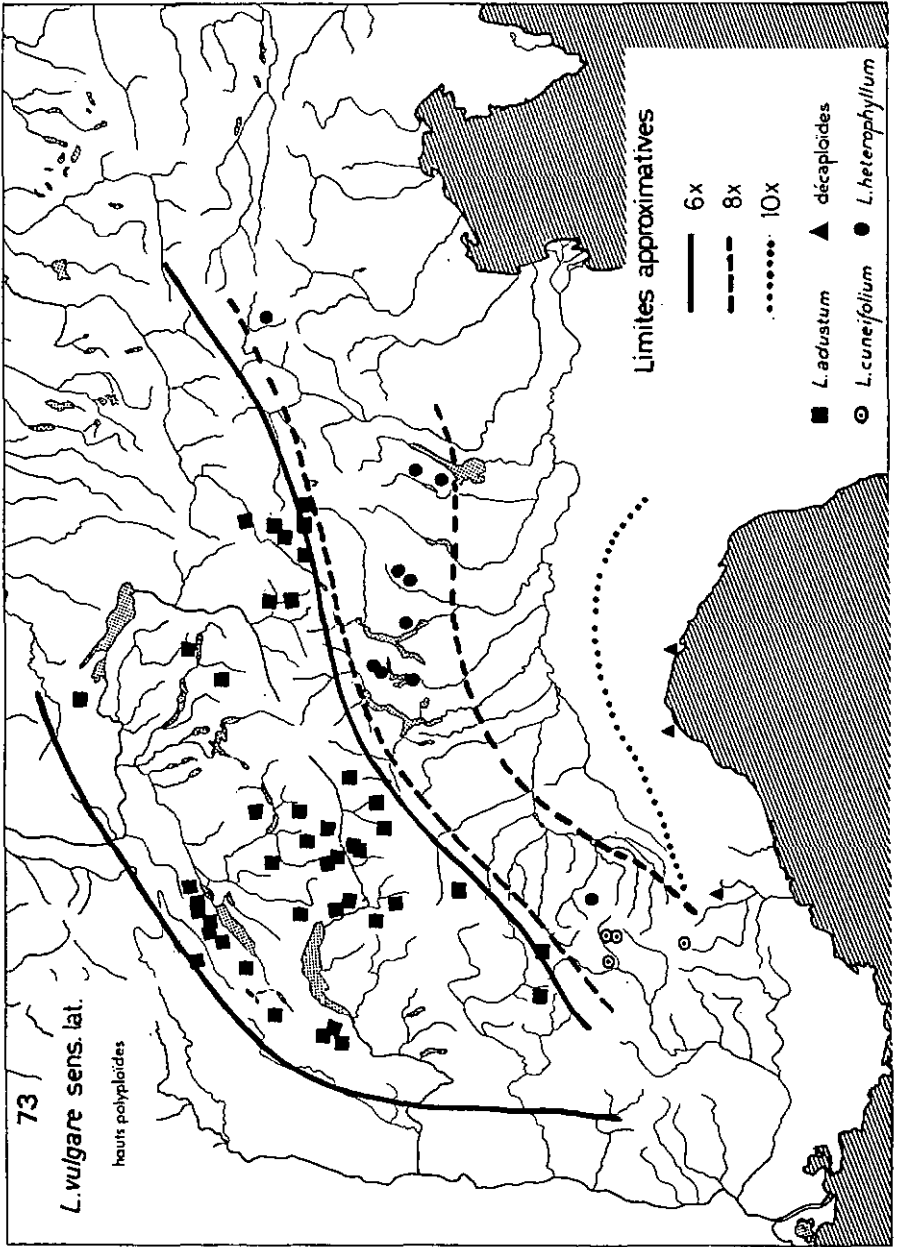 73
L. vulgare sens. lat.
hauts polyploïdes
Limites approximatives
6x
8x
10x
L. adustum
décaploïdes
L. cuneifolium
L. heterophyllum